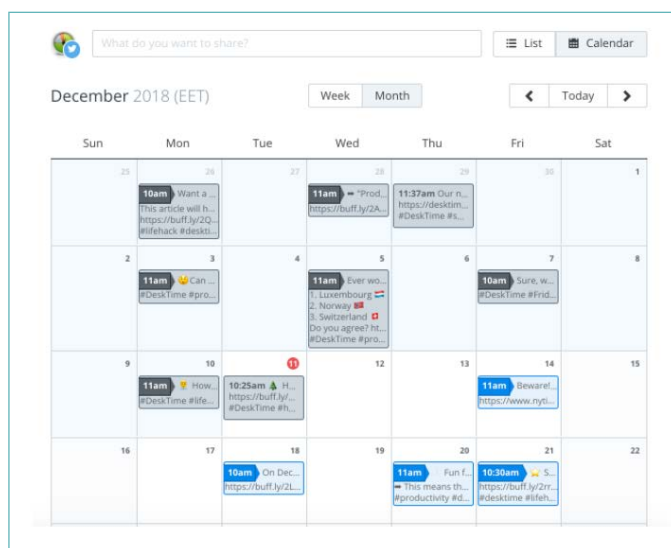 What do you want to share?
List
Calendar
December 2018 (EET)
Week
Month
Today
Sun Mon Tue Wed Thu Fri Sat
25 26 27 28 29 30 1
10am Want a ...
This article will h...
https://buff.ly/2Q...
#lifehack #deskti...
11am ➡ "Prod...
https://buff.ly/2A...
11:37am Our n...
https://desktim...
#DeskTime #s...
2 3 4 5 6 7 8
11am Can ...
#DeskTime #pro...
11am Ever wo...
1. Luxembourg 🇱🇺
2. Norway 🇳🇴
3. Switzerland 🇨🇭
Do you agree? ht...
#DeskTime #pro...
10am Sure, w...
#DeskTime #Frid...
9 10 11 12 13 14 15
11am 🏆 How...
#DeskTime #life...
10:25am 🎄 H...
https://buff.ly/...
#DeskTime #h...
11am Beware!...
https://www.nyti...
16 17 18 19 20 21 22
10am On Dec...
https://buff.ly/2L...
11am Fun f...
➡ This means th...
#productivity #d...
10:30am ⭐ S...
https://buff.ly/2rr...
#desktime #lifeh...